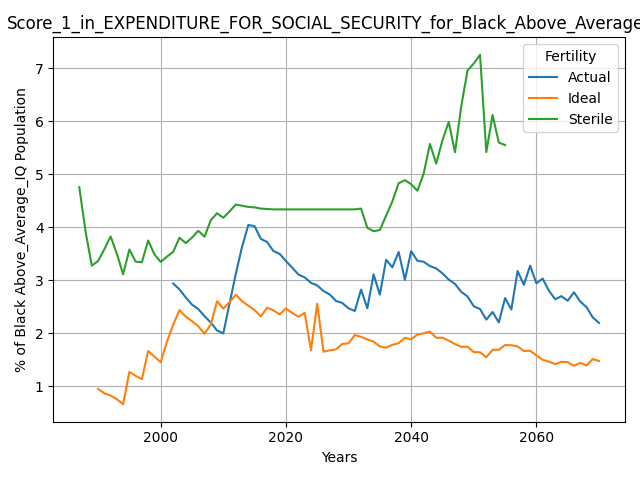 Score_1_in_EXPENDITURE_FOR_SOCIAL_SECURITY_for_Black_Above_Average
% of Black Above_Average_IQ Population
7
6
5
4
3
2
1
Fertility
Actual
Ideal
Sterile
2000 2020 2040 2060
Years